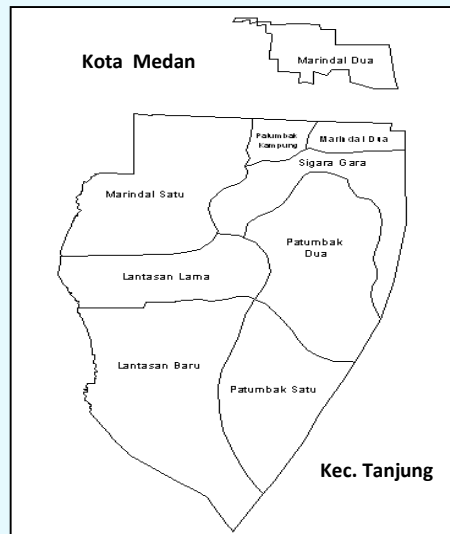 Marindal Dua
Kota Medan
Patumbak
Kampung
Marindal Dua
Sigara Gara
Marindal Satu
Patumbak
Dua
Lantasan Lama
Lantasan Baru
Patumbak Satu
Kec. Tanjung